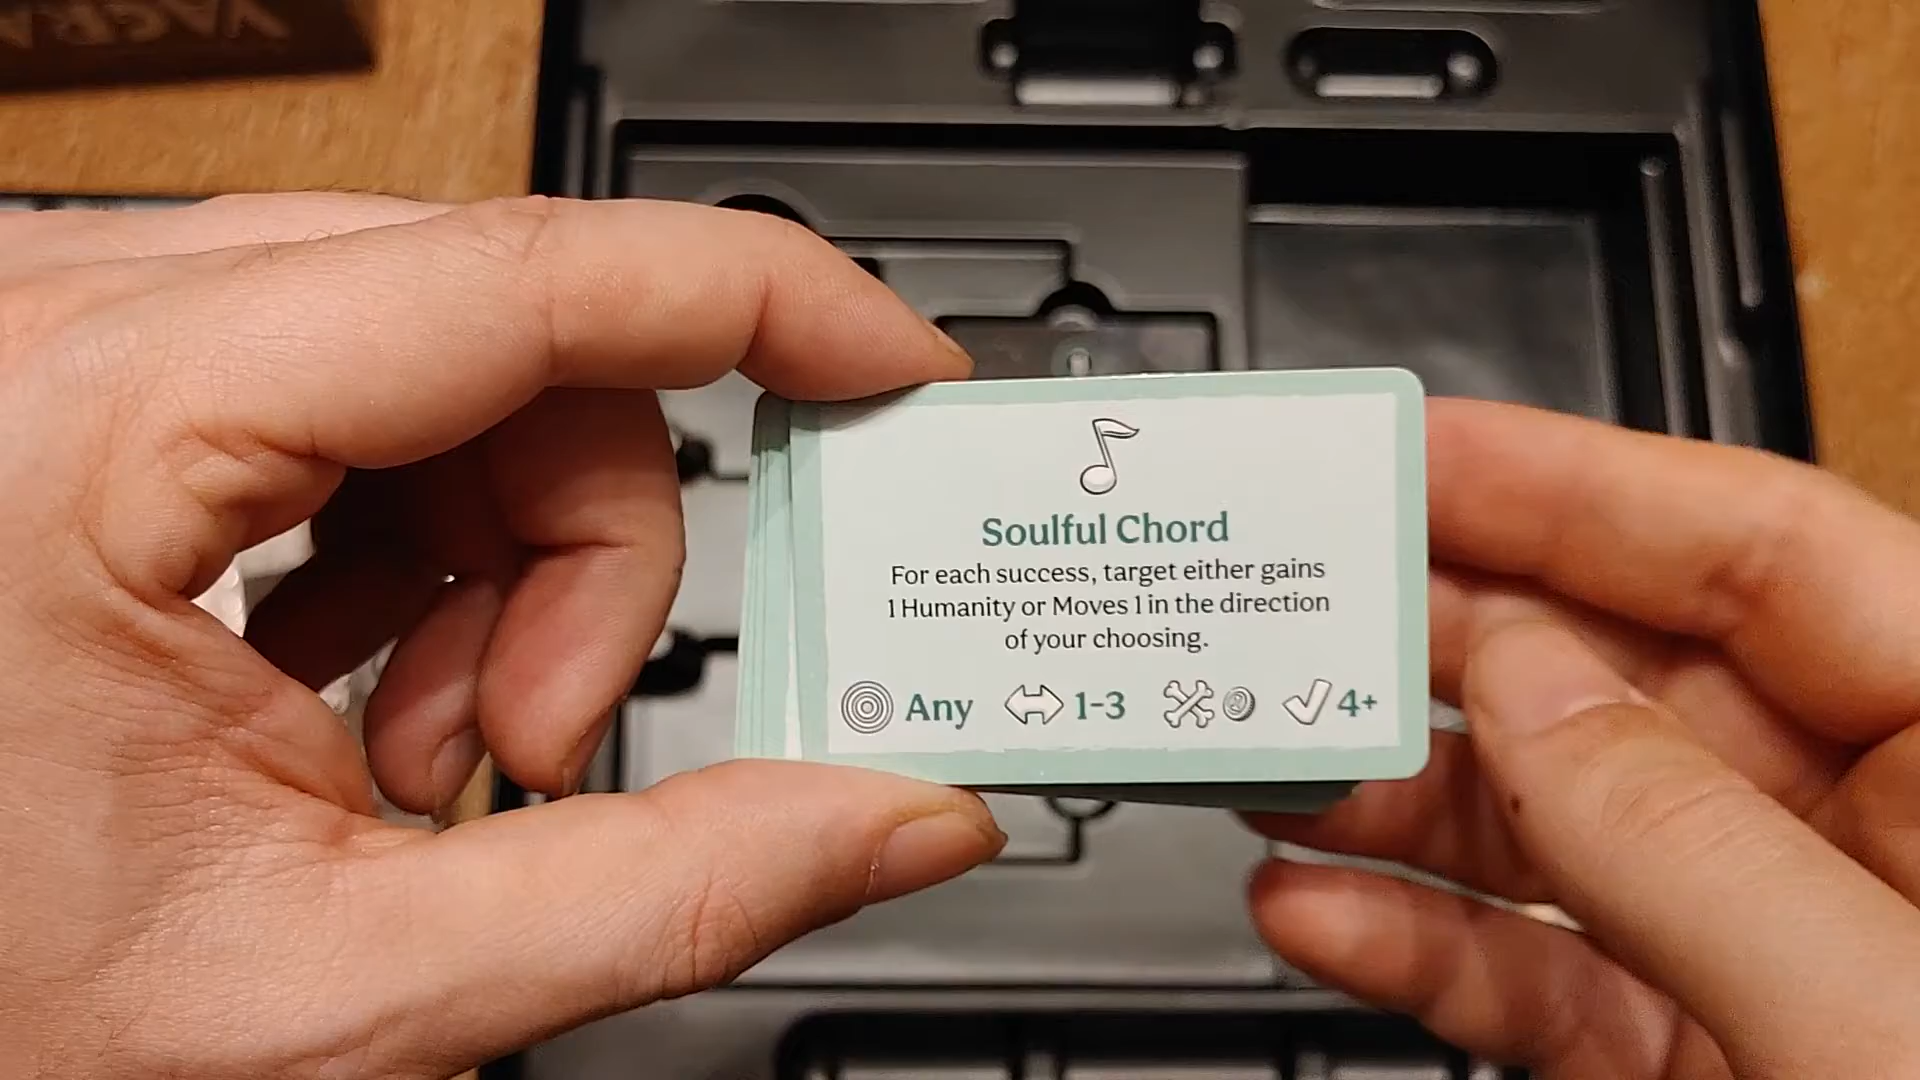 Soulful Chord
For each success, target either gains
1 Humanity or Moves 1 in the direction
of your choosing.
Any 1-3 4+